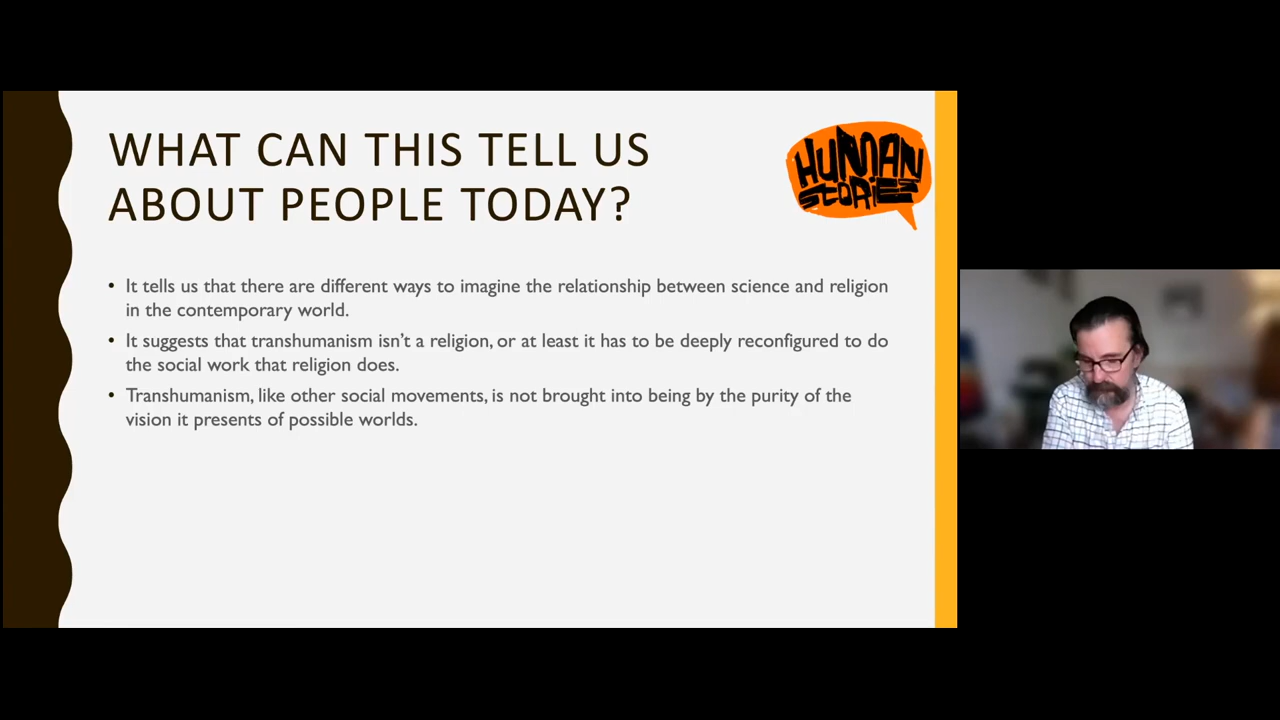 WHAT CAN THIS TELL US
ABOUT PEOPLE TODAY?
HUMAN
STORIES
• It tells us that there are different ways to imagine the relationship between science and religion
in the contemporary world.
• It suggests that transhumanism isn't a religion, or at least it has to be deeply reconfigured to do
the social work that religion does.
• Transhumanism, like other social movements, is not brought into being by the purity of the
vision it presents of possible worlds.